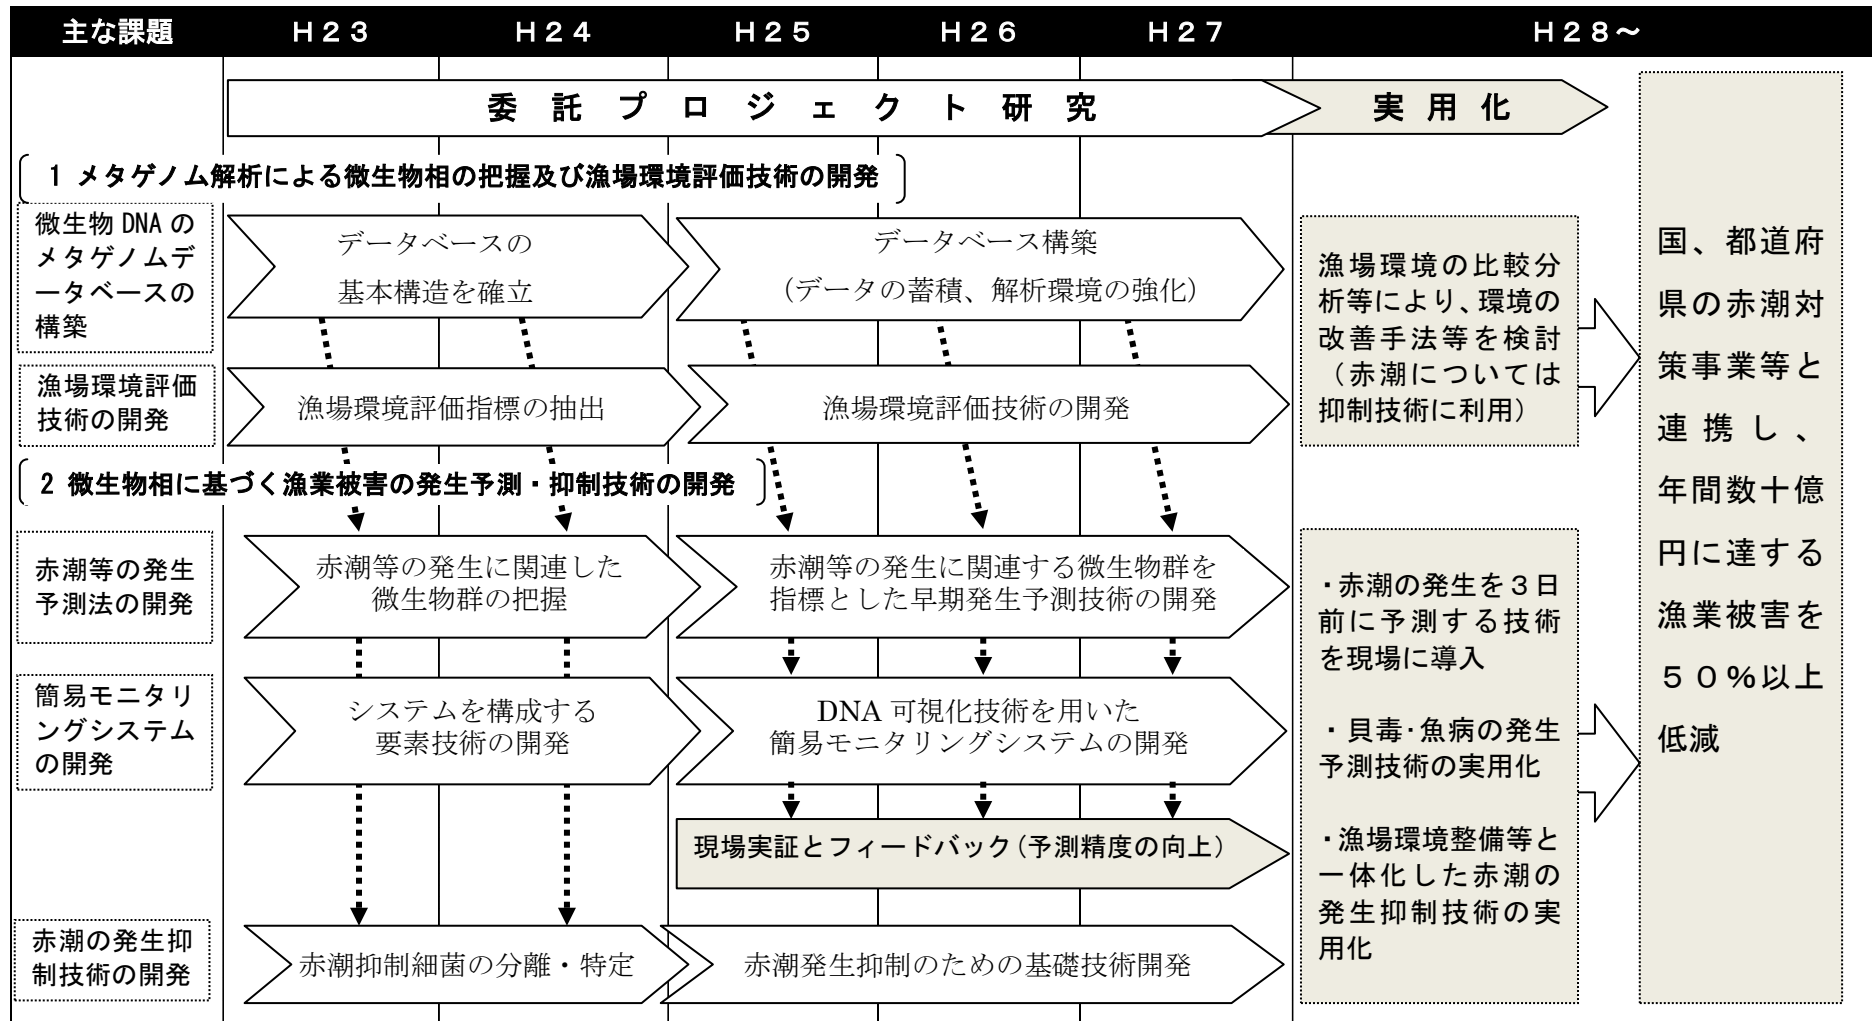 主な課題 H23 H24 H25 H26 H27 H28～
委託プロジェクト研究
実用化
1 メタゲノム解析による微生物相の把握及び漁場環境評価技術の開発
微生物 DNA の
メタゲノムデ
ータベースの
構築
データベースの
基本構造を確立
データベース構築
（データの蓄積、解析環境の強化）
漁場環境評価
技術の開発
漁場環境評価指標の抽出
漁場環境評価技術の開発
漁場環境の比較分
析等により、環境の
改善手法等を検討
（赤潮については
抑制技術に利用）
2 微生物相に基づく漁業被害の発生予測・抑制技術の開発
赤潮等の発生
予測法の開発
赤潮等の発生に関連した
微生物群の把握
赤潮等の発生に関連する微生物群を
指標とした早期発生予測技術の開発
簡易モニタリ
ングシステム
の開発
システムを構成する
要素技術の開発
DNA 可視化技術を用いた
簡易モニタリングシステムの開発
現場実証とフィードバック（予測精度の向上）
赤潮の発生抑
制技術の開発
赤潮抑制細菌の分離・特定
赤潮発生抑制のための基礎技術開発
・赤潮の発生を３日
前に予測する技術
を現場に導入
・貝毒・魚病の発生
予測技術の実用化
・漁場環境整備等と
一体化した赤潮の
発生抑制技術の実
用化
国、都道府
県の赤潮対
策事業等と
連携し、
年間数十億
円に達する
漁業被害を
５０％以上
低減